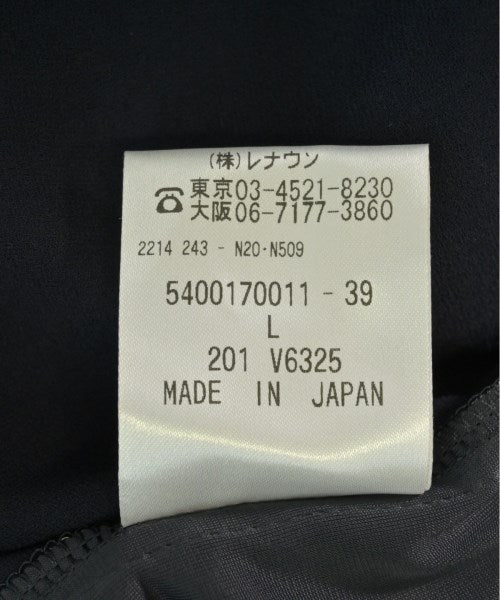 (株)レナウン
☎東京03-4521-8230
大阪06-7177-3860
2214 243 - N20·N509
5400170011 - 39
L
201 V6325
MADE IN JAPAN